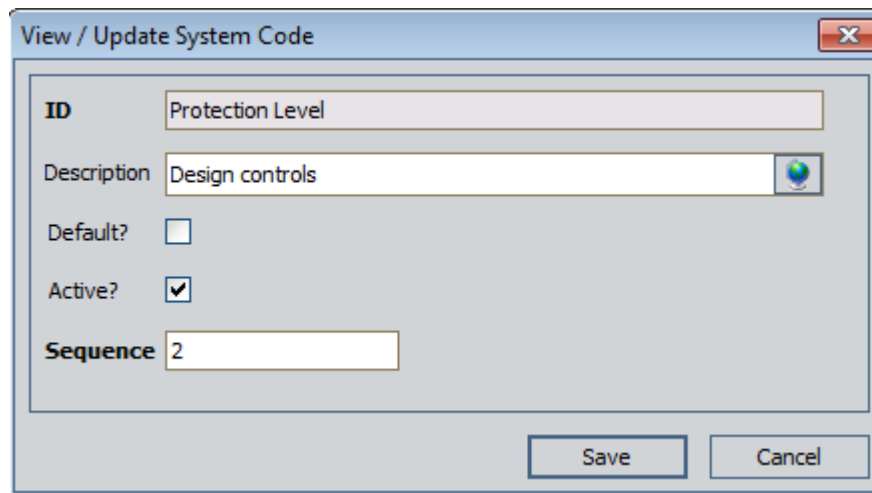 View / Update System Code
ID Protection Level
Description Design controls
Default?
Active?
Sequence 2
Save Cancel